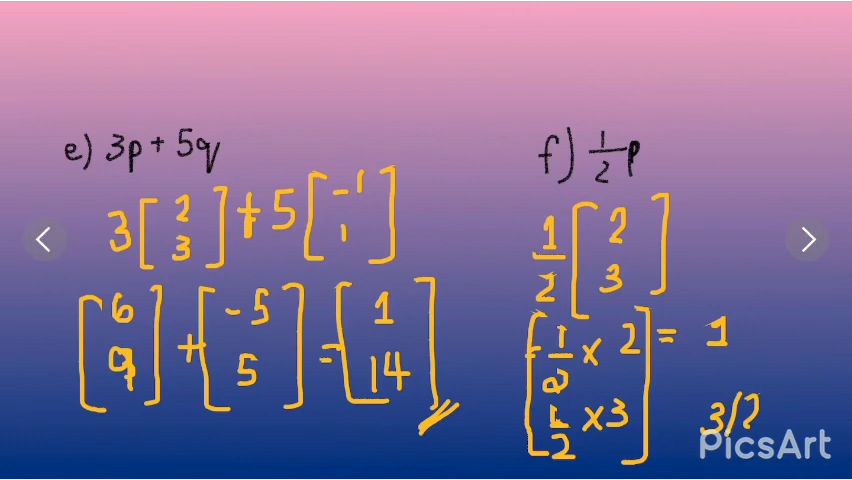 e) 3p + 5q
3[2 3] + 5[-1 1]
[6 9] + [-5 5] = [1 14]
f) 1/2 p
1/2 [2 3]
[1/2 × 2
1/2 × 3] = 1
3/2
PicsArt